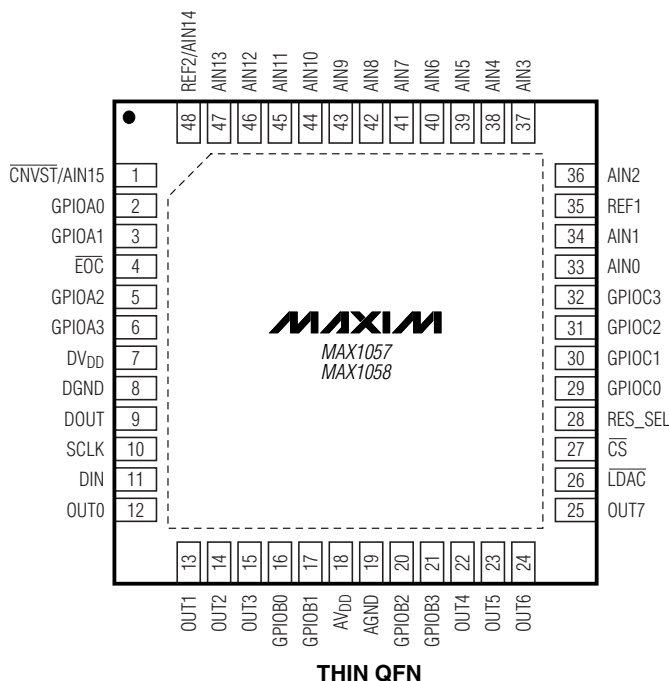 REF2/AIN14 AIN13 AIN12 AIN11 AIN10 AIN9 AIN8 AIN7 AIN6 AIN5 AIN4 AIN3
48 47 46 45 44 43 42 41 40 39 38 37
CNVST/AIN15 1 36 AIN2
GPIOA0 2 35 REF1
GPIOA1 3 34 AIN1
EOC 4 33 AIN0
GPIOA2 5 32 GPIOC3
GPIOA3 6 31 GPIOC2
DVDD 7 30 GPIOC1
DGND 8 29 GPIOC0
DOUT 9 28 RES_SEL
SCLK 10 27 CS
DIN 11 26 LDAC
OUT0 12 25 OUT7
MAXIM
MAX1057
MAX1058
13 14 15 16 17 18 19 20 21 22 23 24
OUT1 OUT2 OUT3 GPIOB0 GPIOB1 AVDD AGND GPIOB2 GPIOB3 OUT4 OUT5 OUT6
THIN QFN